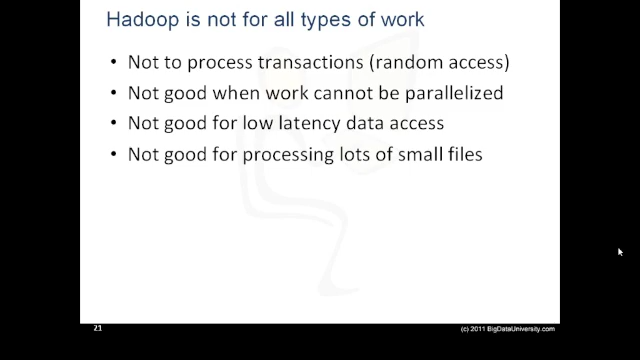 Hadoop is not for all types of work
• Not to process transactions (random access)
• Not good when work cannot be parallelized
• Not good for low latency data access
• Not good for processing lots of small files
21
(c) 2011 BigDataUniversity.com